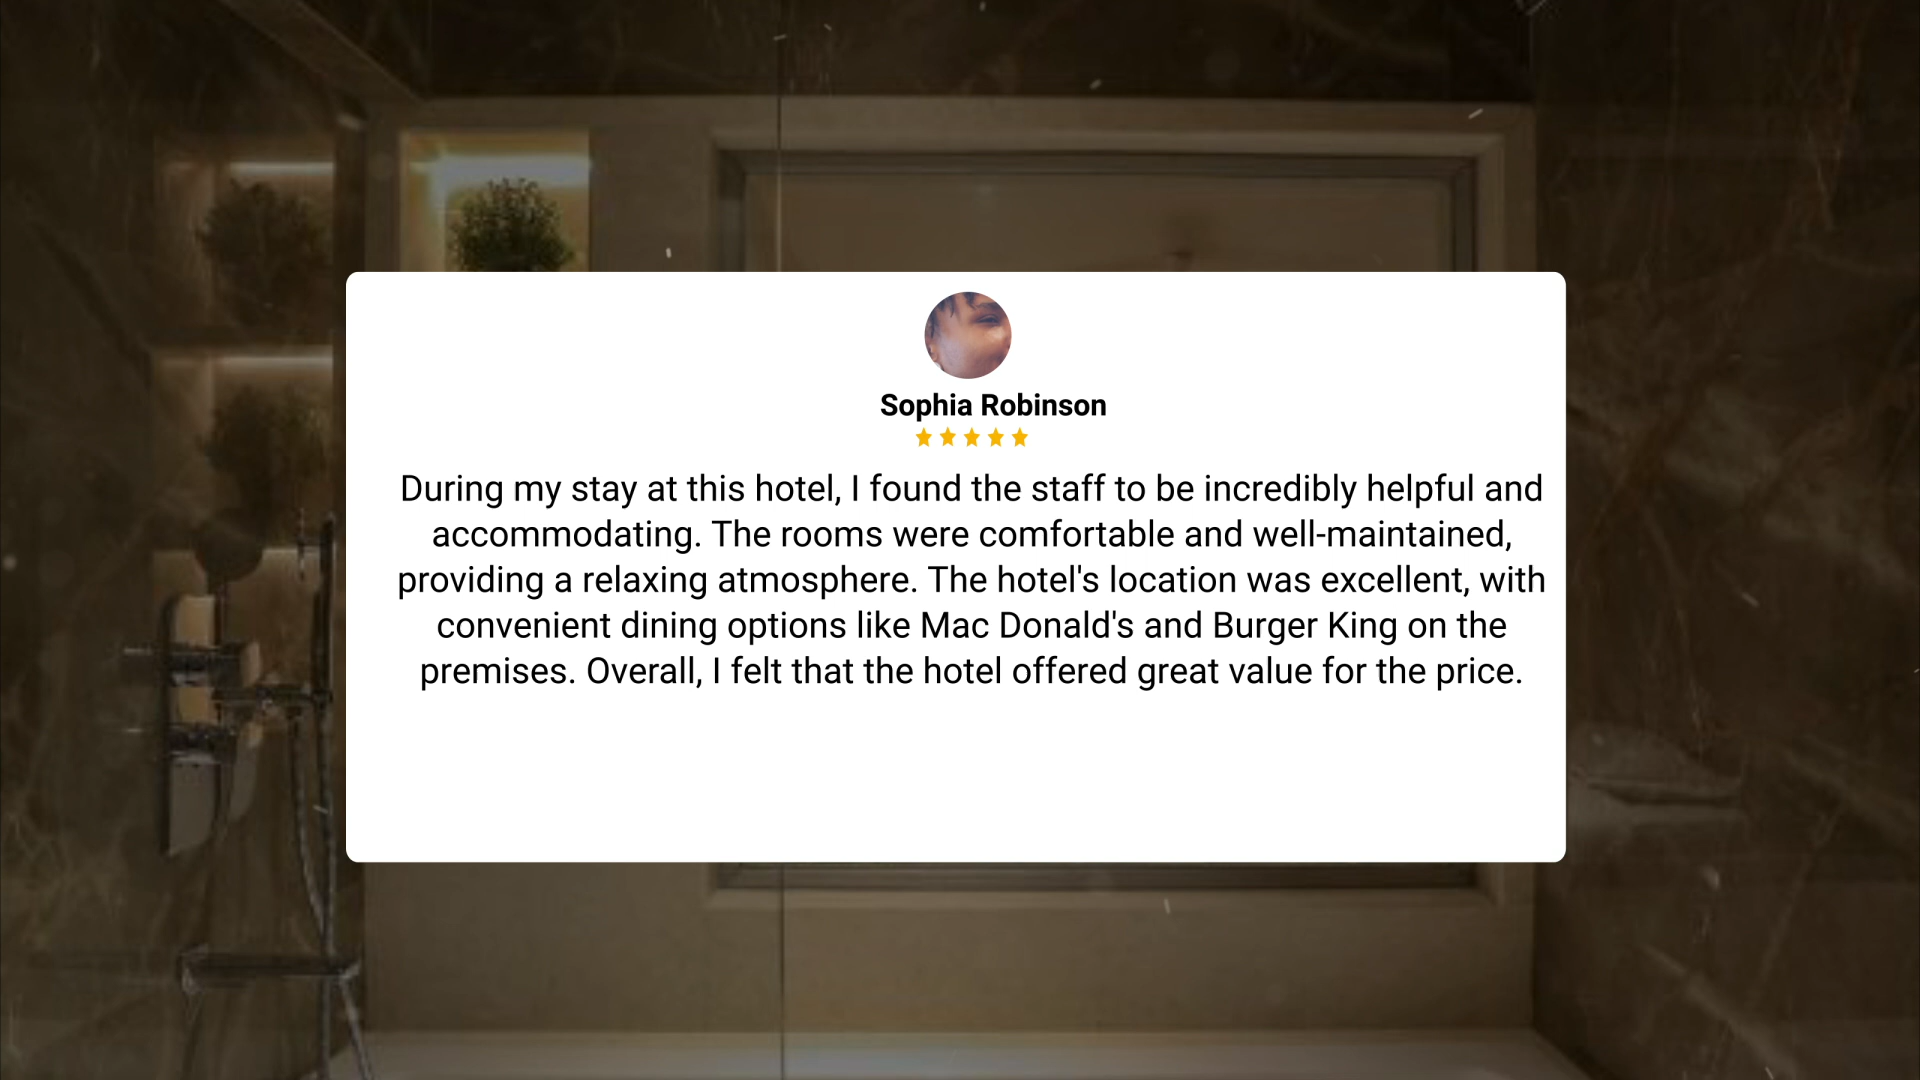 Sophia Robinson
During my stay at this hotel, I found the staff to be incredibly helpful and
accommodating. The rooms were comfortable and well-maintained,
providing a relaxing atmosphere. The hotel's location was excellent, with
convenient dining options like Mac Donald's and Burger King on the
premises. Overall, I felt that the hotel offered great value for the price.